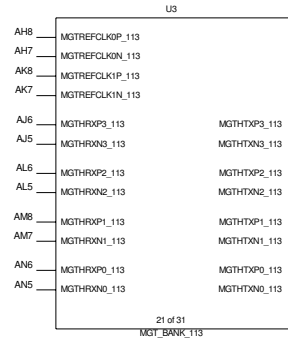 U3
AH8 MGTREFCLK0P_113
AH7 MGTREFCLK0N_113
AK8 MGTREFCLK1P_113
AK7 MGTREFCLK1N_113
AJ6 MGTHRXP3_113 MGTHTXP3_113
AJ5 MGTHRXN3_113 MGTHTXN3_113
AL6 MGTHRXP2_113 MGTHTXP2_113
AL5 MGTHRXN2_113 MGTHTXN2_113
AM8 MGTHRXP1_113 MGTHTXP1_113
AM7 MGTHRXN1_113 MGTHTXN1_113
AN6 MGTHRXP0_113 MGTHTXP0_113
AN5 MGTHRXN0_113 MGTHTXN0_113
21 of 31
MGT_BANK_113